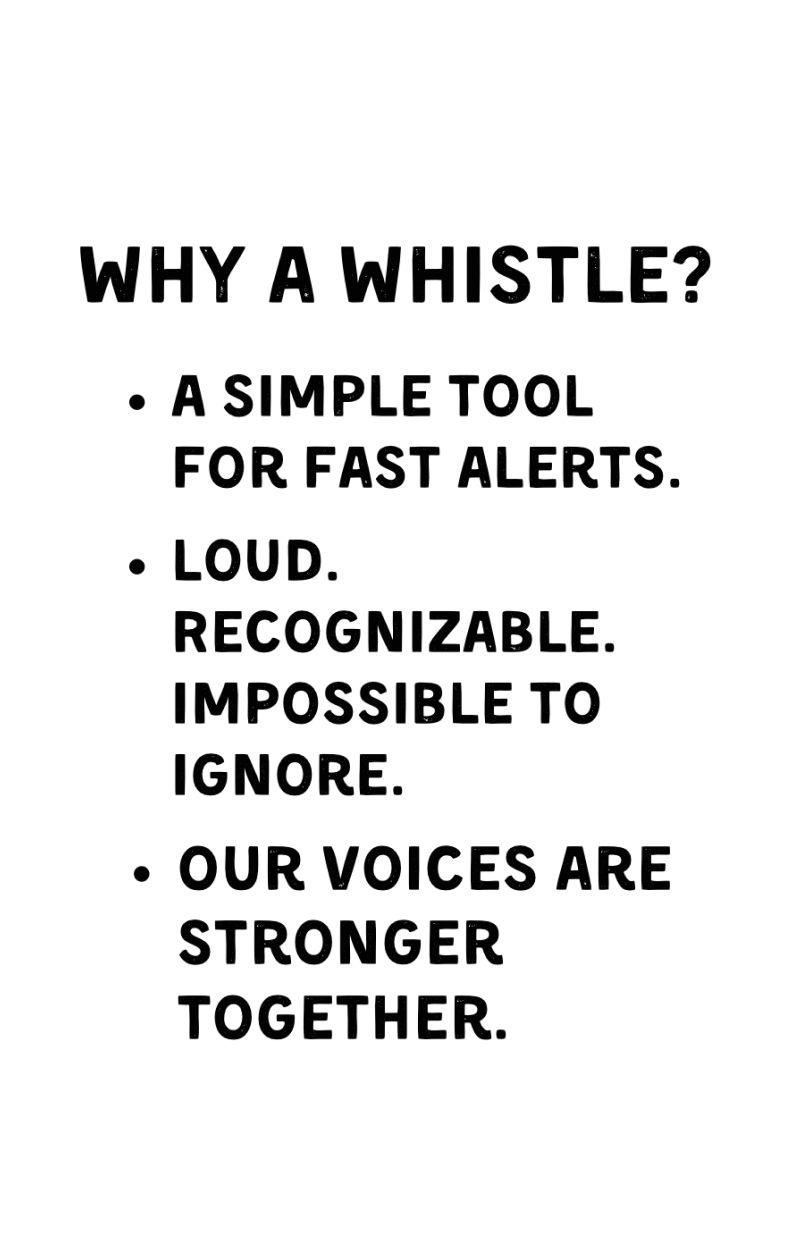 WHY A WHISTLE?
• A SIMPLE TOOL
FOR FAST ALERTS.
• LOUD.
RECOGNIZABLE.
IMPOSSIBLE TO
IGNORE.
• OUR VOICES ARE
STRONGER
TOGETHER.